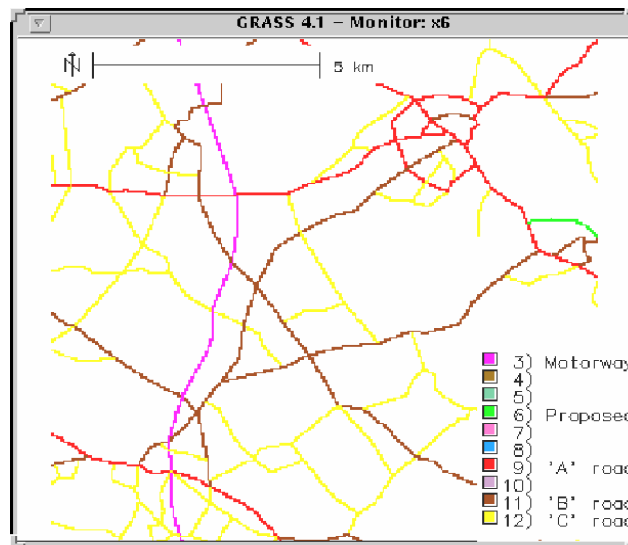 GRASS 4.1 – Monitor: x6
N
5 km
3) Motorway
4)
5)
6) Proposed
7)
8)
9) 'A' road
10)
11) 'B' road
12) 'C' road